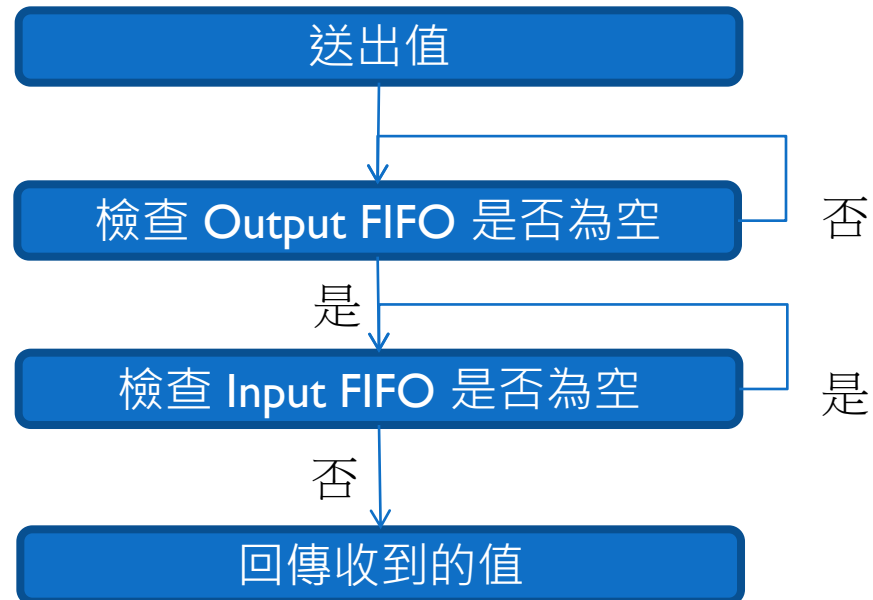 送出值
檢查 Output FIFO 是否為空
否
是
檢查 Input FIFO 是否為空
是
否
回傳收到的值